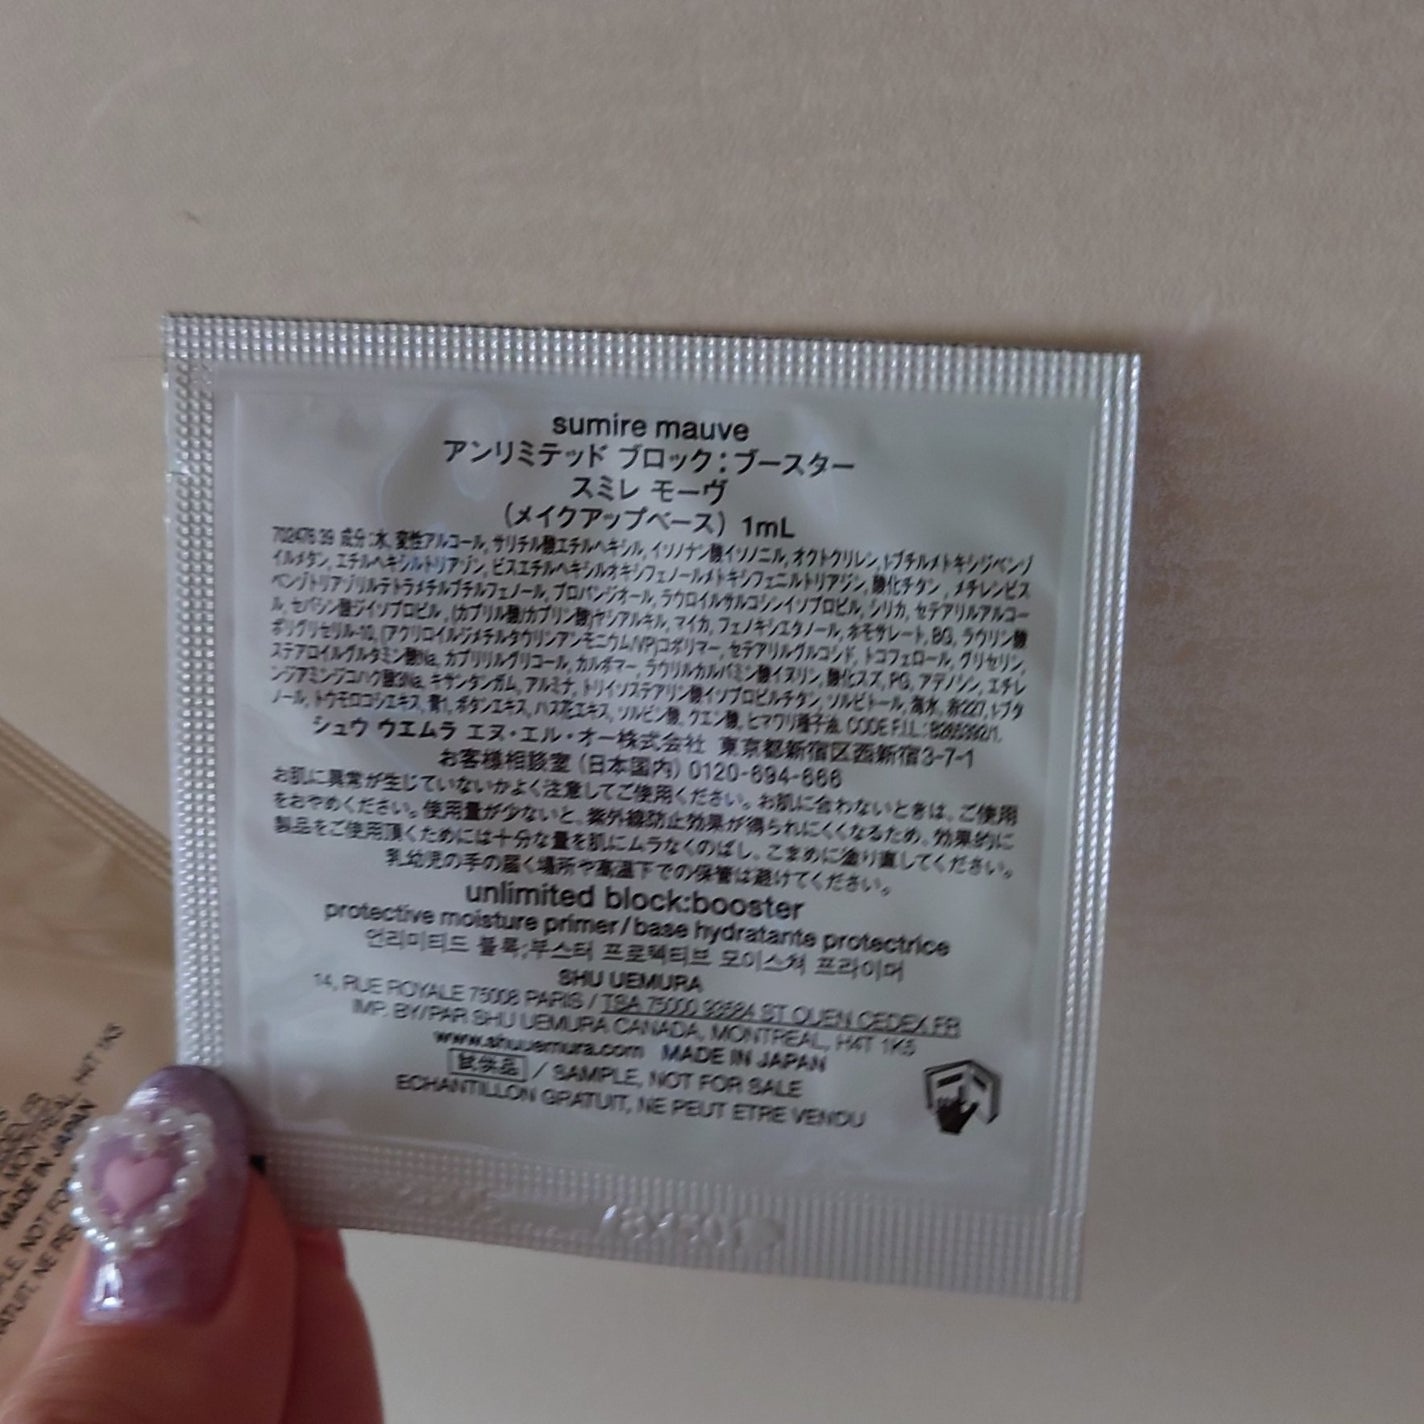 sumire mauve
アンリミテッド ブロック:ブースター
スミレ モーヴ
(メイクアップベース) 1mL
702476 39 成分:水, 変性アルコール, サリチル酸エチルヘキシル, イソノナン酸イソノニル, オクトクリレン, t-ブチルメトキシジベンゾ
イルメタン, エチルヘキシルトリアゾン, ビスエチルヘキシルオキシフェノールメトキシフェニルトリアジン, 酸化チタン, メチレンビス
ベンゾトリアゾリルテトラメチルブチルフェノール, プロパンジオール, ラウロイルサルコシンイソプロピル, シリカ, セテアリルアルコー
ル, セバシン酸ジイソプロピル, (カプリル酸/カプリン酸)ヤシアルキル, マイカ, フェノキシエタノール, ホモサレート, BG, ラウリン酸
ポリグリセリル-10, (アクリロイルジメチルタウリンアンモニウム/VP)コポリマー, セテアリルグルコシド, トコフェロール, グリセリン,
ステアロイルグルタミン酸Na, カプリリルグリコール, カルボマー, ラウリルカルバミン酸イヌリン, 酸化スズ, PG, アデノシン, エチレ
ンジアミンジコハク酸3Na, キサンタンガム, アルミナ, トリイソステアリン酸イソプロピルチタン, ソルビトール, 海水, 赤227, t-ブタ
ノール, トウモロコシエキス, 青1, ボタンエキス, ハス花エキス, ソルビン酸, クエン酸, ヒマワリ種子油. CODE F.I.L.: B265392/1.
シュウ ウエムラ エヌ・エル・オー株式会社 東京都新宿区西新宿3-7-1
お客様相談室 (日本国内) 0120-694-666
お肌に異常が生じていないかよく注意してご使用ください。お肌に合わないときは、ご使用
をおやめください。使用量が少ないと、紫外線防止効果が得られにくくなるため、効果的に
製品をご使用頂くためには十分な量を肌にムラなくのばし、こまめに塗り直してください。
乳幼児の手の届く場所や高温下での保管は避けてください。
unlimited block:booster
protective moisture primer / base hydratante protectrice
언리미티드 블록;부스터 프로텍티브 모이스쳐 프라이머
SHU UEMURA
14, RUE ROYALE 75008 PARIS / TSA 75000 93584 ST OUEN CEDEX FR
IMP. BY/PAR SHU UEMURA CANADA, MONTREAL, H4T 1K5
www.shuuemura.com MADE IN JAPAN
試供品 / SAMPLE, NOT FOR SALE
ECHANTILLON GRATUIT, NE PEUT ETRE VENDU
MONTREAL, H4T 1K5
MADE IN JAPAN